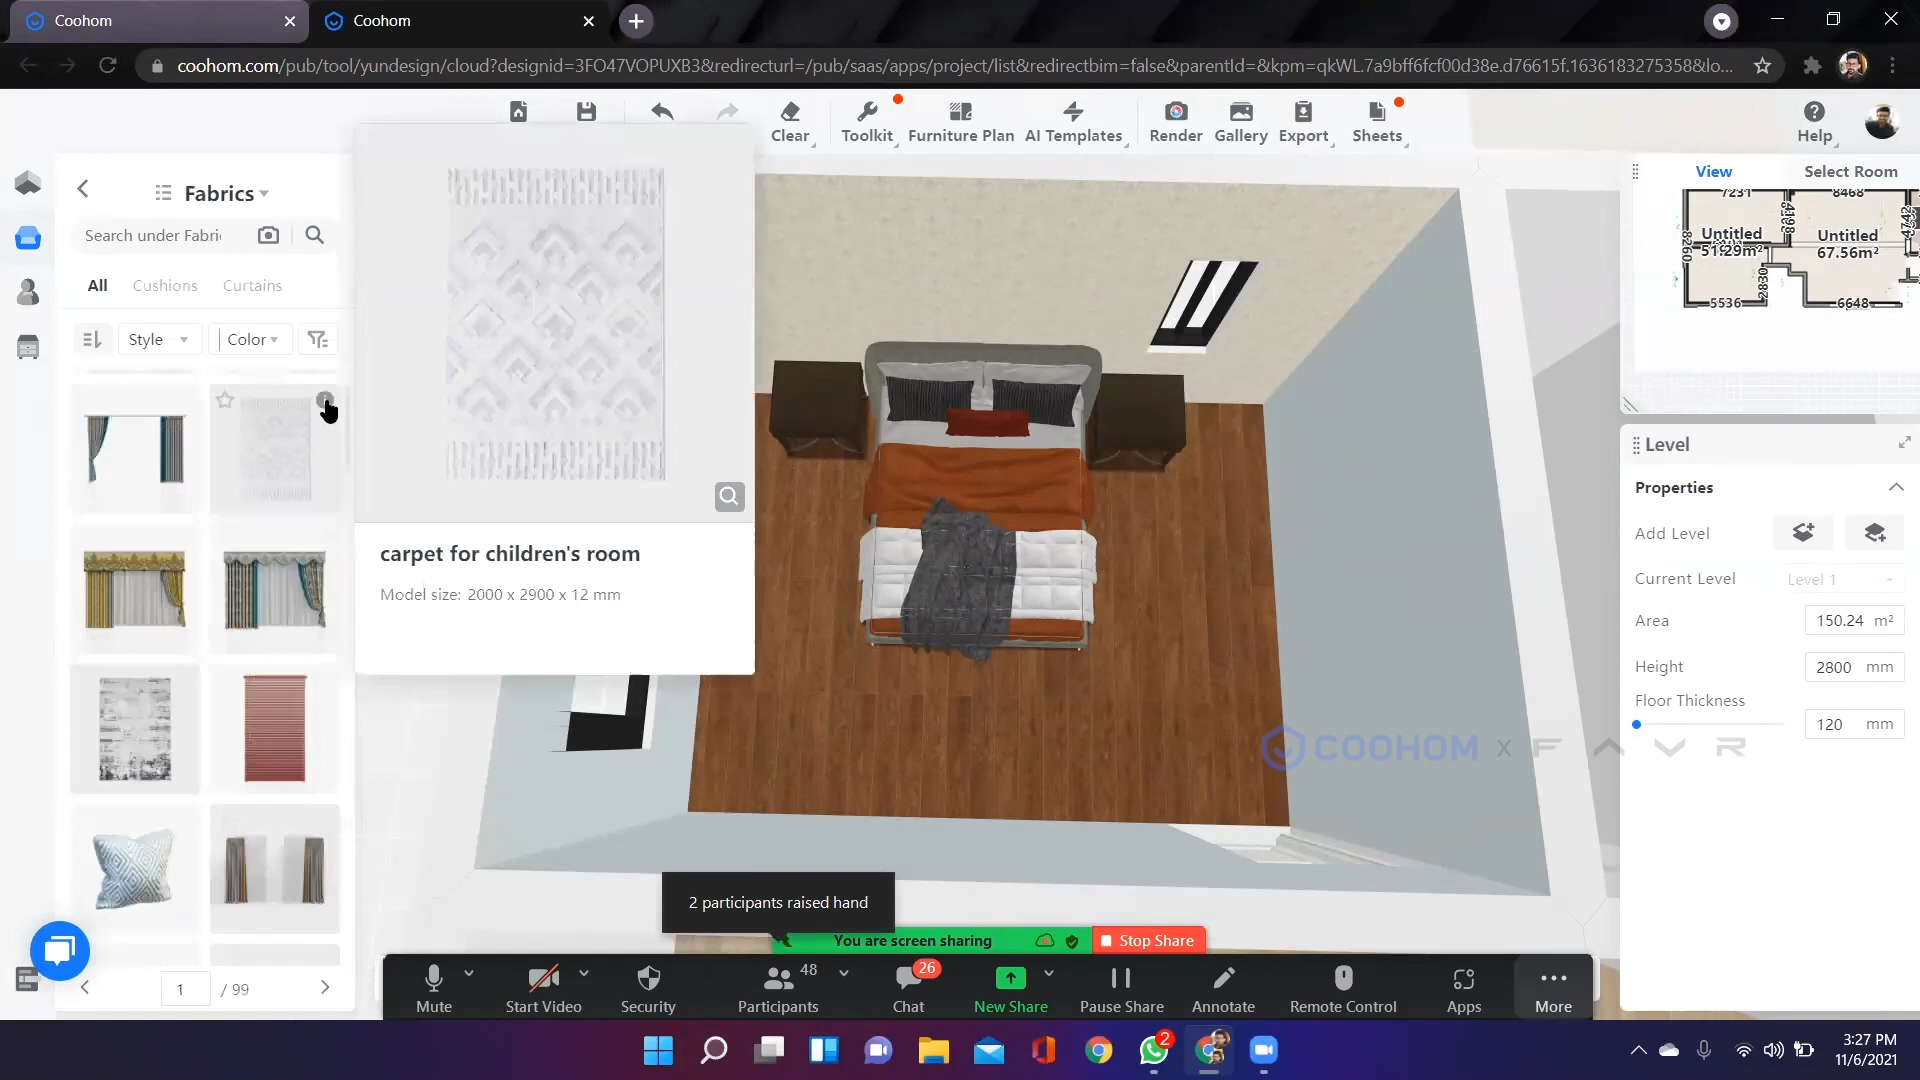 Coohom
Coohom
coohom.com/pub/tool/yundesign/cloud?designid=3FO47VOPUXB3&redirecturl=/pub/saas/apps/project/list&redirectbim=false&parentId=&kpm=qkWL.7a9bff6fcf00d38e.d76615f.1636183275358&lo...
Clear
Toolkit
Furniture Plan
AI Templates
Render
Gallery
Export
Sheets
Help
Fabrics
Search under Fabri
All
Cushions
Curtains
Style
Color
carpet for children's room
Model size: 2000 x 2900 x 12 mm
1 / 99
View
Select Room
7231
8468
4198
4742
8260
Untitled
51.29m²
Untitled
67.56m²
2830
5536
6648
Level
Properties
Add Level
Current Level
Level 1
Area
150.24 m²
Height
2800 mm
Floor Thickness
120 mm
COOHOM x F A V R
2 participants raised hand
You are screen sharing
Stop Share
Mute
Start Video
Security
Participants
48
Chat
26
New Share
Pause Share
Annotate
Remote Control
Apps
More
2
3:27 PM
11/6/2021